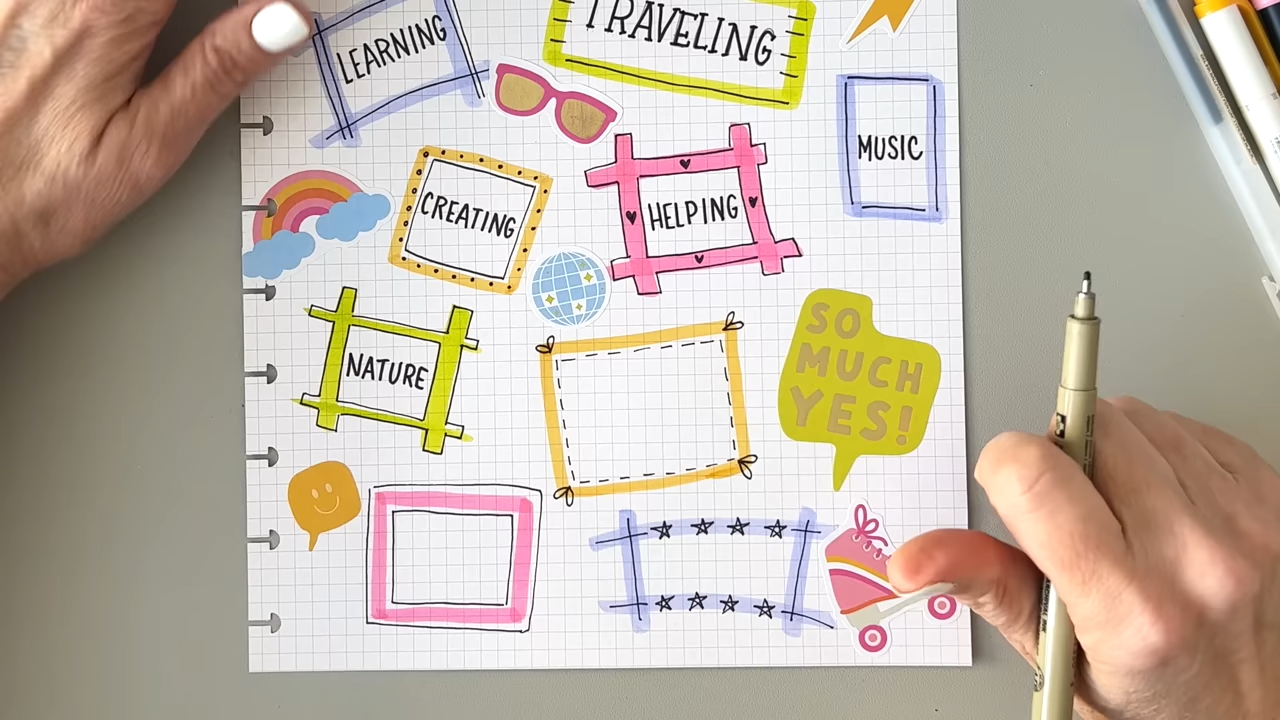 LEARNING
TRAVELING
MUSIC
CREATING
HELPING
NATURE
SO
MUCH
YES!